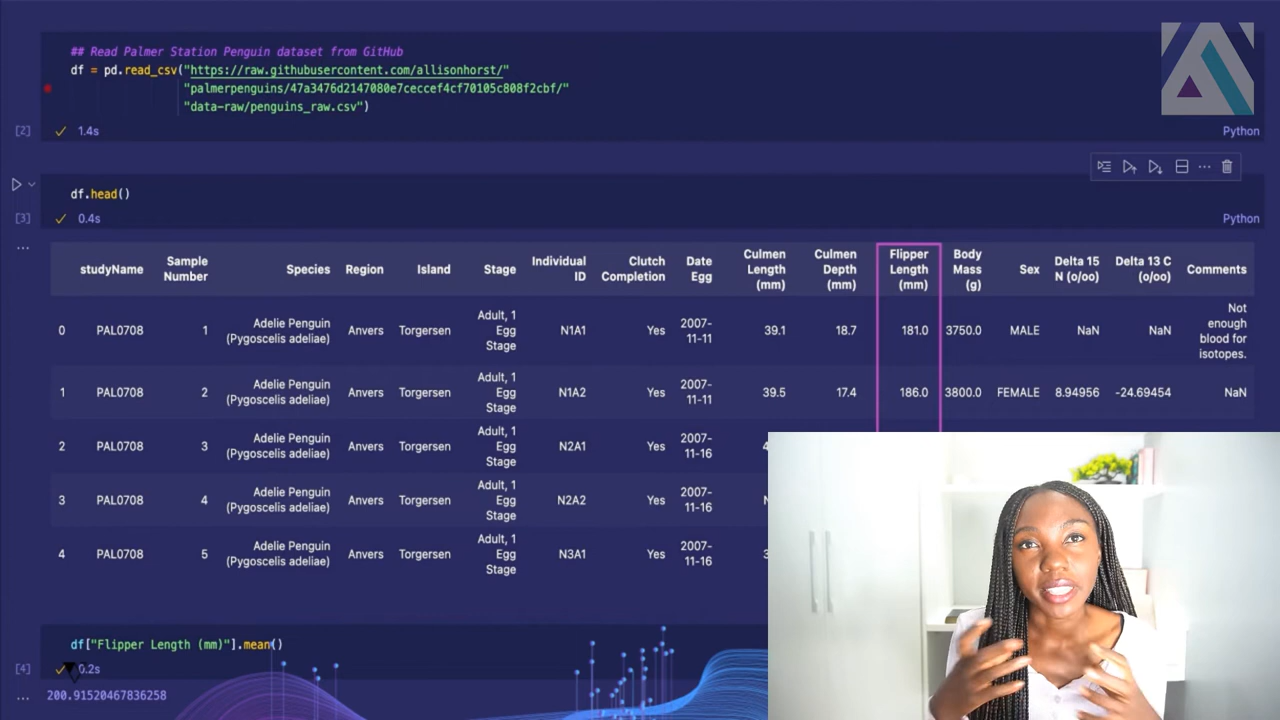 ## Read Palmer Station Penguin dataset from GitHub
df = pd.read_csv("https://raw.githubusercontent.com/allisonhorst/"
"palmerpenguins/47a3476d2147080e7ceccef4cf70105c808f2cbf/"
"data-raw/penguins_raw.csv")
[2] 1.4s Python
df.head()
[3] 0.4s Python
...
studyName Sample Number Species Region Island Stage Individual ID Clutch Completion Date Egg Culmen Length (mm) Culmen Depth (mm) Flipper Length (mm) Body Mass (g) Sex Delta 15 N (o/oo) Delta 13 C (o/oo) Comments
0 PAL0708 1 Adelie Penguin (Pygoscelis adeliae) Anvers Torgersen Adult, 1 Egg Stage N1A1 Yes 2007-11-11 39.1 18.7 181.0 3750.0 MALE NaN NaN Not enough blood for isotopes.
1 PAL0708 2 Adelie Penguin (Pygoscelis adeliae) Anvers Torgersen Adult, 1 Egg Stage N1A2 Yes 2007-11-11 39.5 17.4 186.0 3800.0 FEMALE 8.94956 -24.69454 NaN
2 PAL0708 3 Adelie Penguin (Pygoscelis adeliae) Anvers Torgersen Adult, 1 Egg Stage N2A1 Yes 2007-11-16
3 PAL0708 4 Adelie Penguin (Pygoscelis adeliae) Anvers Torgersen Adult, 1 Egg Stage N2A2 Yes 2007-11-16
4 PAL0708 5 Adelie Penguin (Pygoscelis adeliae) Anvers Torgersen Adult, 1 Egg Stage N3A1 Yes 2007-11-16
df["Flipper Length (mm)"].mean()
[4] 0.2s
... 200.91520467836258